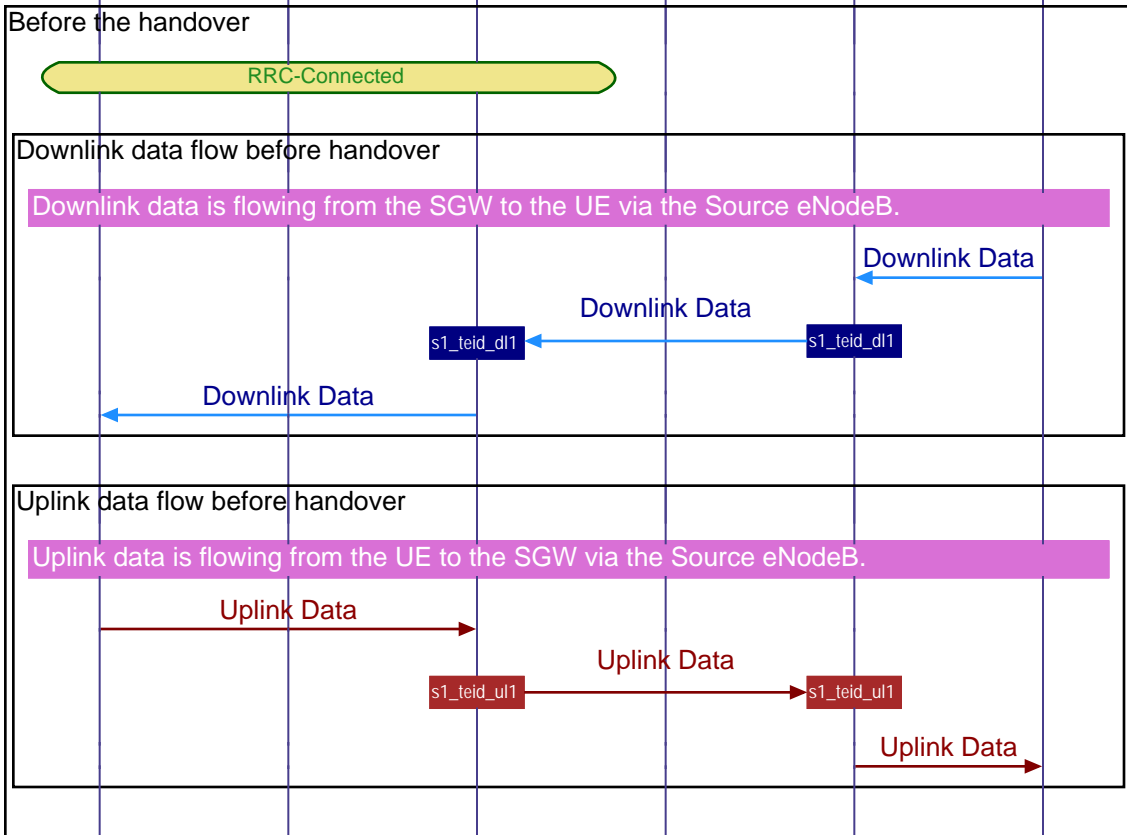 Before the handover
RRC-Connected
Downlink data flow before handover
Downlink data is flowing from the SGW to the UE via the Source eNodeB.
Downlink Data
Downlink Data
s1_teid_dl1
s1_teid_dl1
Downlink Data
Uplink data flow before handover
Uplink data is flowing from the UE to the SGW via the Source eNodeB.
Uplink Data
Uplink Data
s1_teid_ul1
s1_teid_ul1
Uplink Data